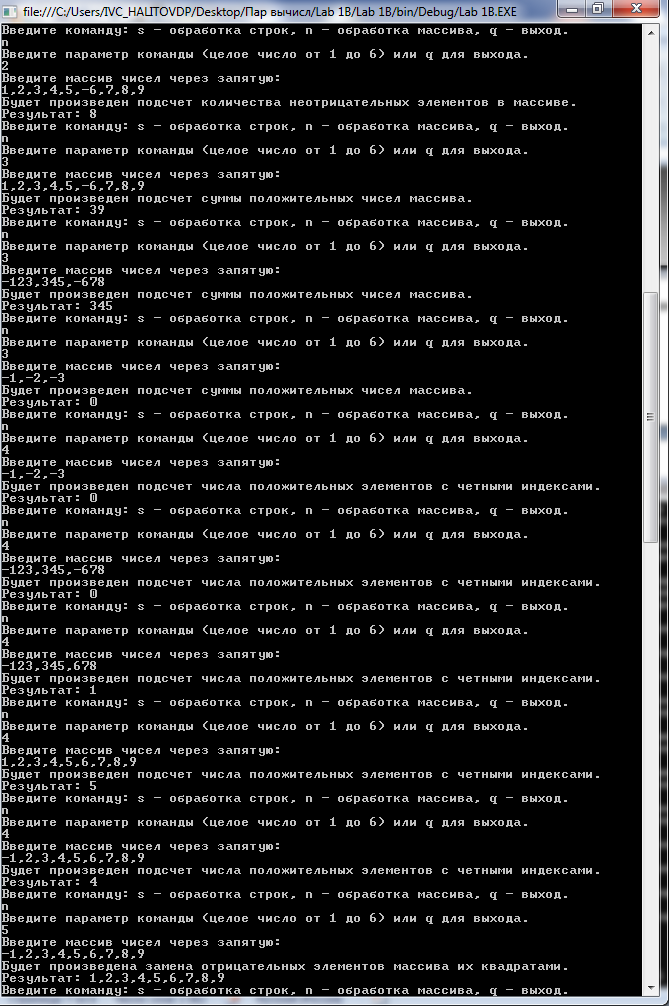 file:///C:/Users/IVC_HALITOVDP/Desktop/Пар вычисл/Lab 1B/Lab 1B/bin/Debug/Lab 1B.EXE
Введите команду: s - обработка строк, n - обработка массива, q - выход.
n
Введите параметр команды (целое число от 1 до 6) или q для выхода.
2
Введите массив чисел через запятую:
1,2,3,4,5,-6,7,8,9
Будет произведен подсчет количества неотрицательных элементов в массиве.
Результат: 8
Введите команду: s - обработка строк, n - обработка массива, q - выход.
n
Введите параметр команды (целое число от 1 до 6) или q для выхода.
3
Введите массив чисел через запятую:
1,2,3,4,5,-6,7,8,9
Будет произведен подсчет суммы положительных чисел массива.
Результат: 39
Введите команду: s - обработка строк, n - обработка массива, q - выход.
n
Введите параметр команды (целое число от 1 до 6) или q для выхода.
3
Введите массив чисел через запятую:
-123,345,-678
Будет произведен подсчет суммы положительных чисел массива.
Результат: 345
Введите команду: s - обработка строк, n - обработка массива, q - выход.
n
Введите параметр команды (целое число от 1 до 6) или q для выхода.
3
Введите массив чисел через запятую:
-1,-2,-3
Будет произведен подсчет суммы положительных чисел массива.
Результат: 0
Введите команду: s - обработка строк, n - обработка массива, q - выход.
n
Введите параметр команды (целое число от 1 до 6) или q для выхода.
4
Введите массив чисел через запятую:
-1,-2,-3
Будет произведен подсчет числа положительных элементов с четными индексами.
Результат: 0
Введите команду: s - обработка строк, n - обработка массива, q - выход.
n
Введите параметр команды (целое число от 1 до 6) или q для выхода.
4
Введите массив чисел через запятую:
-123,345,-678
Будет произведен подсчет числа положительных элементов с четными индексами.
Результат: 0
Введите команду: s - обработка строк, n - обработка массива, q - выход.
n
Введите параметр команды (целое число от 1 до 6) или q для выхода.
4
Введите массив чисел через запятую:
-123,345,678
Будет произведен подсчет числа положительных элементов с четными индексами.
Результат: 1
Введите команду: s - обработка строк, n - обработка массива, q - выход.
n
Введите параметр команды (целое число от 1 до 6) или q для выхода.
4
Введите массив чисел через запятую:
1,2,3,4,5,6,7,8,9
Будет произведен подсчет числа положительных элементов с четными индексами.
Результат: 5
Введите команду: s - обработка строк, n - обработка массива, q - выход.
n
Введите параметр команды (целое число от 1 до 6) или q для выхода.
4
Введите массив чисел через запятую:
-1,2,3,4,5,6,7,8,9
Будет произведен подсчет числа положительных элементов с четными индексами.
Результат: 4
Введите команду: s - обработка строк, n - обработка массива, q - выход.
n
Введите параметр команды (целое число от 1 до 6) или q для выхода.
5
Введите массив чисел через запятую:
-1,2,3,4,5,6,7,8,9
Будет произведена замена отрицательных элементов массива их квадратами.
Результат: 1,2,3,4,5,6,7,8,9
Введите команду: s - обработка строк, n - обработка массива, q - выход.